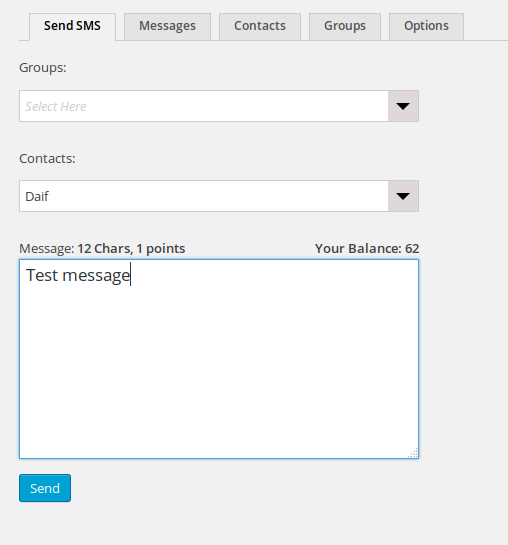 Send SMS Messages Contacts Groups Options
Groups:
Select Here
Contacts:
Daif
Message: 12 Chars, 1 points Your Balance: 62
Test message
Send